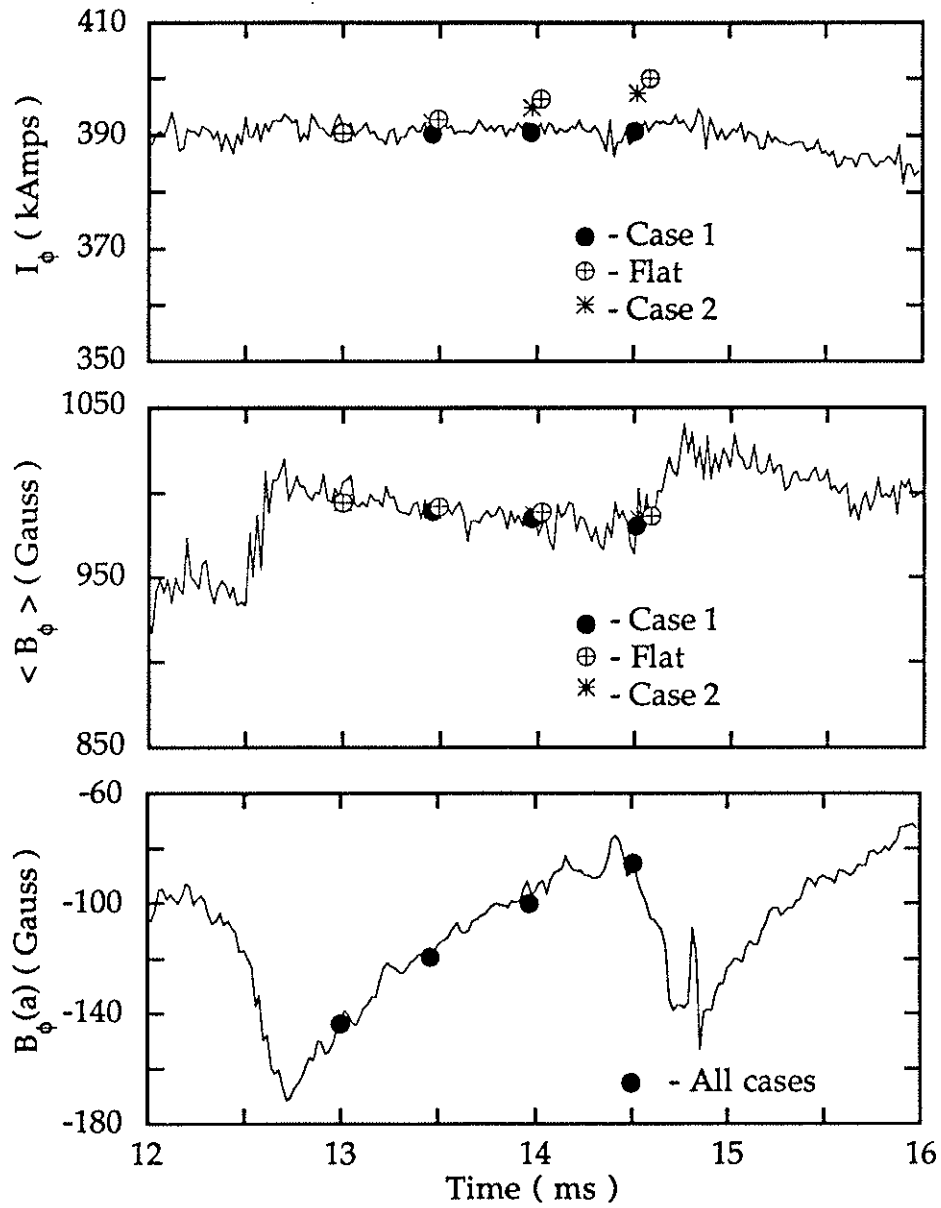 410
390
370
350
I_ϕ ( kAmps )
● - Case 1
⊕ - Flat
✳ - Case 2
1050
950
850
< B_ϕ > ( Gauss )
● - Case 1
⊕ - Flat
✳ - Case 2
-60
-100
-140
-180
B_ϕ(a) ( Gauss )
● - All cases
12 13 14 15 16
Time ( ms )